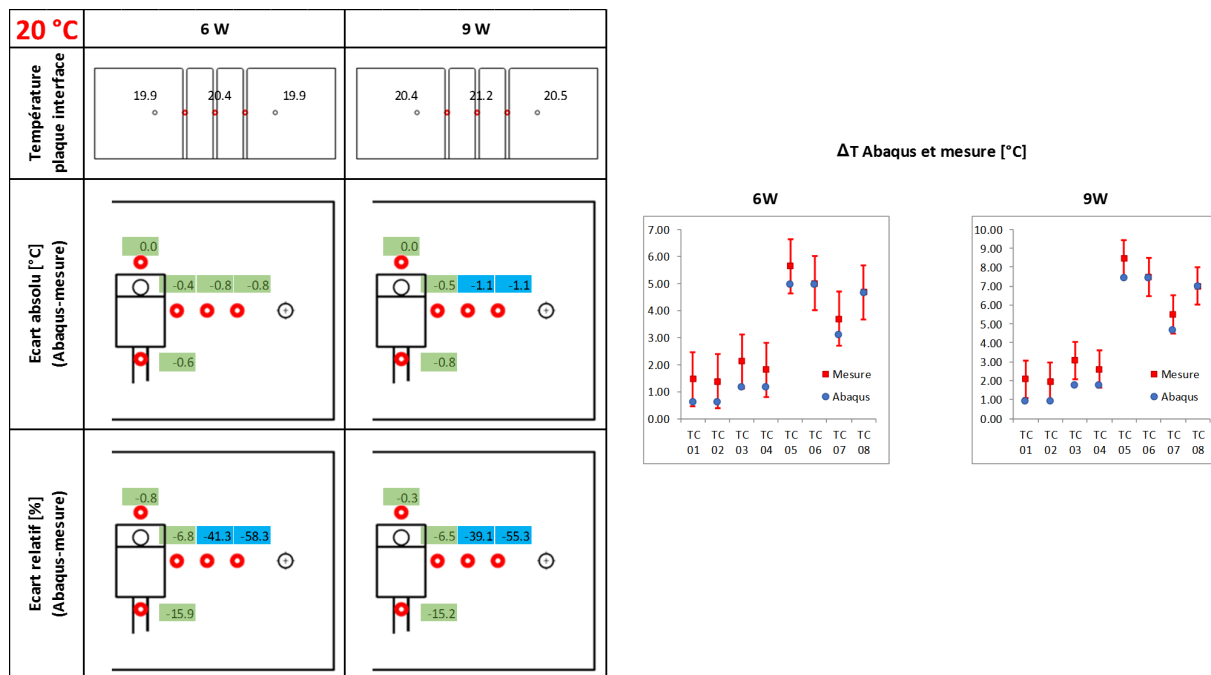 20 °C
6 W
9 W
Température
plaque interface
19.9
20.4
19.9
20.4
21.2
20.5
Ecart absolu [°C]
(Abaqus-mesure)
0.0
-0.4 -0.8 -0.8
-0.6
0.0
-0.5 -1.1 -1.1
-0.8
Ecart relatif [%]
(Abaqus-mesure)
-0.8
-6.8 -41.3 -58.3
-15.9
-0.3
-6.5 -39.1 -55.3
-15.2
ΔT Abaqus et mesure [°C]
6W
7.00
6.00
5.00
4.00
3.00
2.00
1.00
0.00
Mesure
Abaqus
TC TC TC TC TC TC TC TC
01 02 03 04 05 06 07 08
9W
10.00
9.00
8.00
7.00
6.00
5.00
4.00
3.00
2.00
1.00
0.00
Mesure
Abaqus
TC TC TC TC TC TC TC TC
01 02 03 04 05 06 07 08